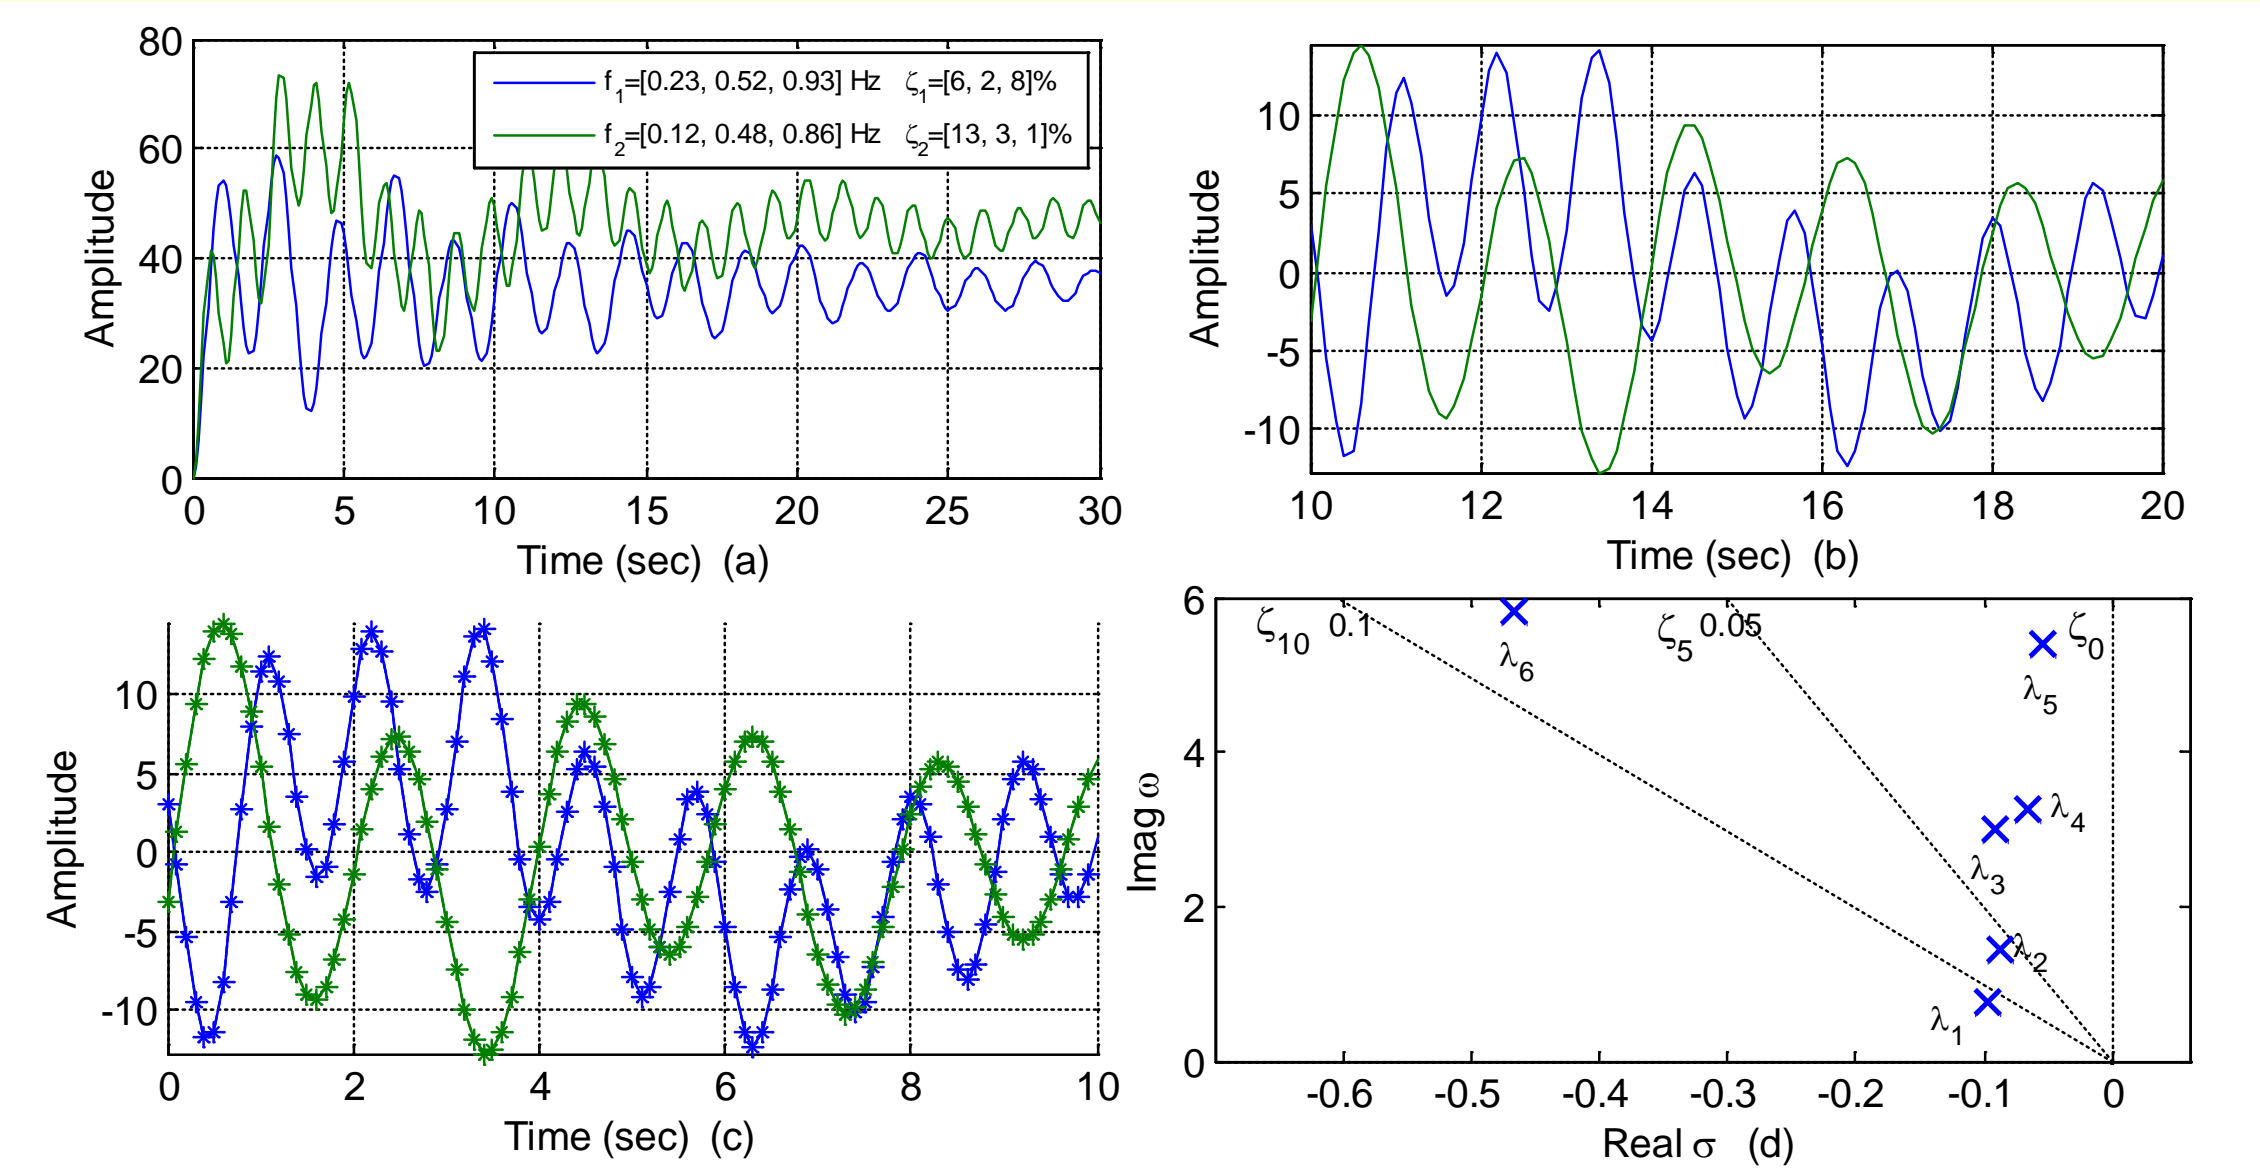 80
60
40
20
0
Amplitude
f1=[0.23, 0.52, 0.93] Hz ζ1=[6, 2, 8]%
f2=[0.12, 0.48, 0.86] Hz ζ2=[13, 3, 1]%
0 5 10 15 20 25 30
Time (sec) (a)
10
5
0
-5
-10
Amplitude
10 12 14 16 18 20
Time (sec) (b)
10
5
0
-5
-10
Amplitude
0 2 4 6 8 10
Time (sec) (c)
6
4
2
0
Imag ω
ζ10 0.1
ζ5 0.05
ζ0
λ6
λ5
λ4
λ3
λ2
λ1
-0.6 -0.5 -0.4 -0.3 -0.2 -0.1 0
Real σ (d)